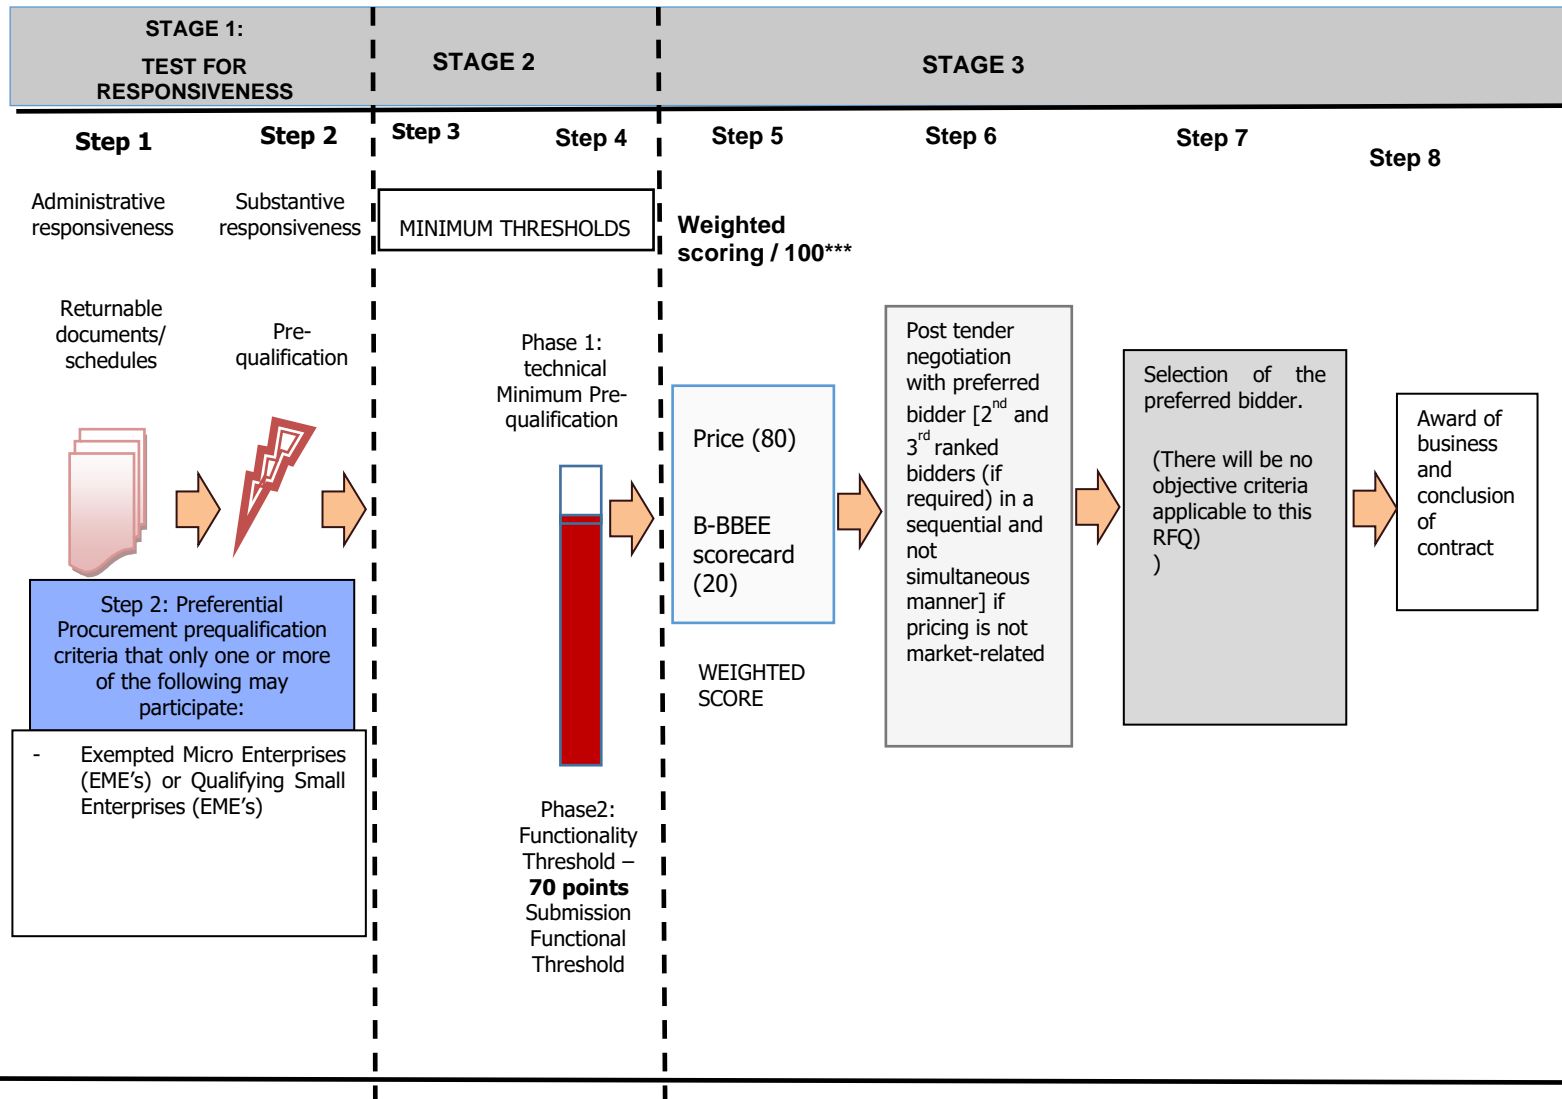 STAGE 1:
TEST FOR
RESPONSIVENESS
STAGE 2
STAGE 3
Step 1
Step 2
Step 3
Step 4
Step 5
Step 6
Step 7
Step 8
Administrative
responsiveness
Substantive
responsiveness
MINIMUM THRESHOLDS
Weighted
scoring / 100***
Returnable
documents/
schedules
Pre-
qualification
Phase 1:
technical
Minimum Pre-
qualification
Price (80)
B-BBEE
scorecard
(20)
WEIGHTED
SCORE
Post tender
negotiation
with preferred
bidder [2nd and
3rd ranked
bidders (if
required) in a
sequential and
not
simultaneous
manner] if
pricing is not
market-related
Selection of the
preferred bidder.
(There will be no
objective criteria
applicable to this
RFQ)
)
Award of
business
and
conclusion
of
contract
Step 2: Preferential
Procurement prequalification
criteria that only one or more
of the following may
participate:
- Exempted Micro Enterprises
(EME’s) or Qualifying Small
Enterprises (EME’s)
Phase2:
Functionality
Threshold –
70 points
Submission
Functional
Threshold